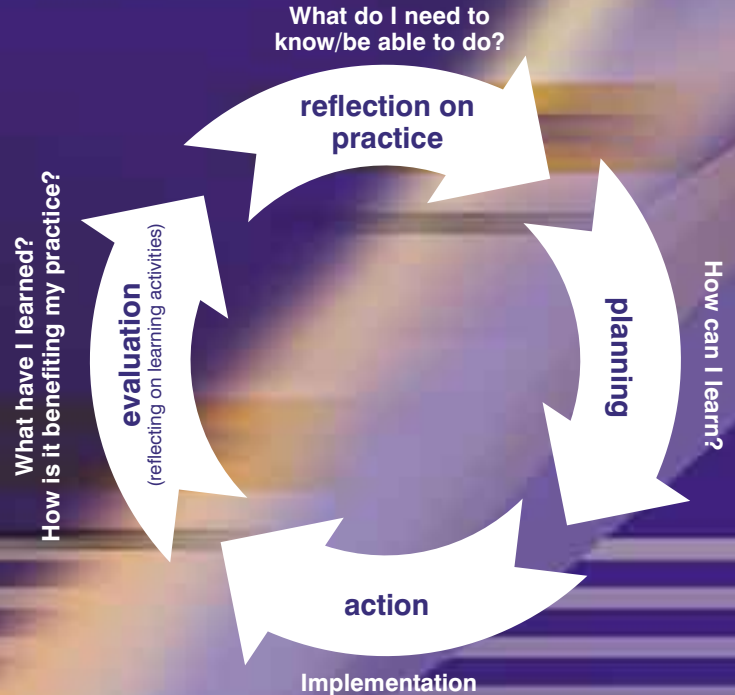 What do I need to
know/be able to do?
reflection on
practice
planning
How can I learn?
action
Implementation
evaluation
(reflecting on learning activities)
What have I learned?
How is it benefiting my practice?